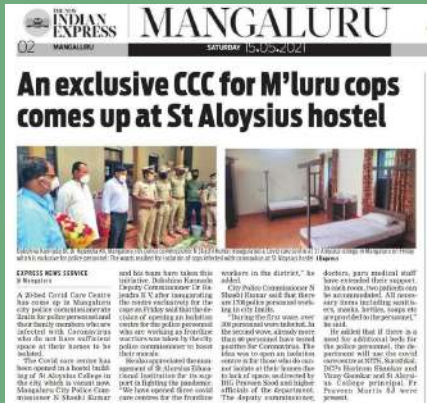 THE NEW
INDIAN
EXPRESS
MANGALURU
02
MANGALURU
SATURDAY 15.05.2021
An exclusive CCC for M'luru cops
comes up at St Aloysius hostel
EXPRESS NEWS SERVICE
@ Mangaluru
A 20-bed Covid Care Centre
has come up in Mangaluru
city police commissionerate
limits for police personnel and
their family members who are
infected with Coronavirus
who do not have sufficient
space at their homes to be
isolated.
The Covid care centre has
been opened in a hostel build-
ing of St Aloysius College in
the city which is vacant now.
Mangaluru City Police Com-
missioner N Shashi Kumar
and his team have taken this
initiative. Dakshina Kannada
Deputy Commissioner Dr Ra-
jendra K V, after inaugurating
the centre exclusively for the
cops on Friday said that the de-
cision of opening an isolation
centre for the police personnel
who are working as frontline
warriors was taken by the city
police commissioner to boost
their morale.
He also appreciated the man-
agement of St Aloysius Educa-
tional Institution for its sup-
port in fighting the pandemic.
"We have opened three covid
care centres for the frontline
workers in the district," he
added.
City Police Commissioner N
Shashi Kumar said that there
are 1700 police personnel work-
ing in city limits.
"During the first wave, over
300 personnel were infected. In
the second wave, already more
than 60 personnel have tested
positive for Coronavirus. The
idea was to open an isolation
centre is for those who do can-
not isolate at their homes due
to lack of space, as directed by
DGL Praveen Sood and higher
officials of the department.
The deputy commissioner,
doctors, para medical staff
have extended their support.
In each room, two patients can
be accommodated. All neces-
sary items including sanitis-
ers, masks, kettles, soaps etc
are provided to the personnel,"
he said.
He added that if there is a
need for additional beds for
the police personnel, the de-
partment will use the covid
care centre at NITK, Surathkal.
DCPs Hariram Shankar and
Vinay Gaonkar and St Aloysi-
us College principal Fr
Praveen Martis SJ were
present.